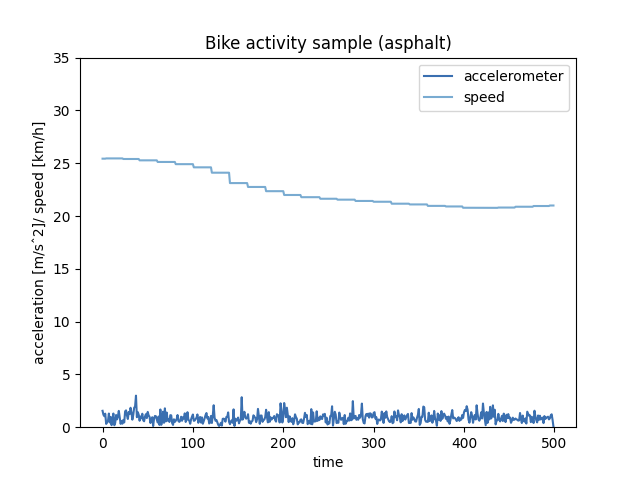 Bike activity sample (asphalt)
35
30
25
20
15
10
5
0
acceleration [m/sˆ2]/ speed [km/h]
accelerometer
speed
0 100 200 300 400 500
time